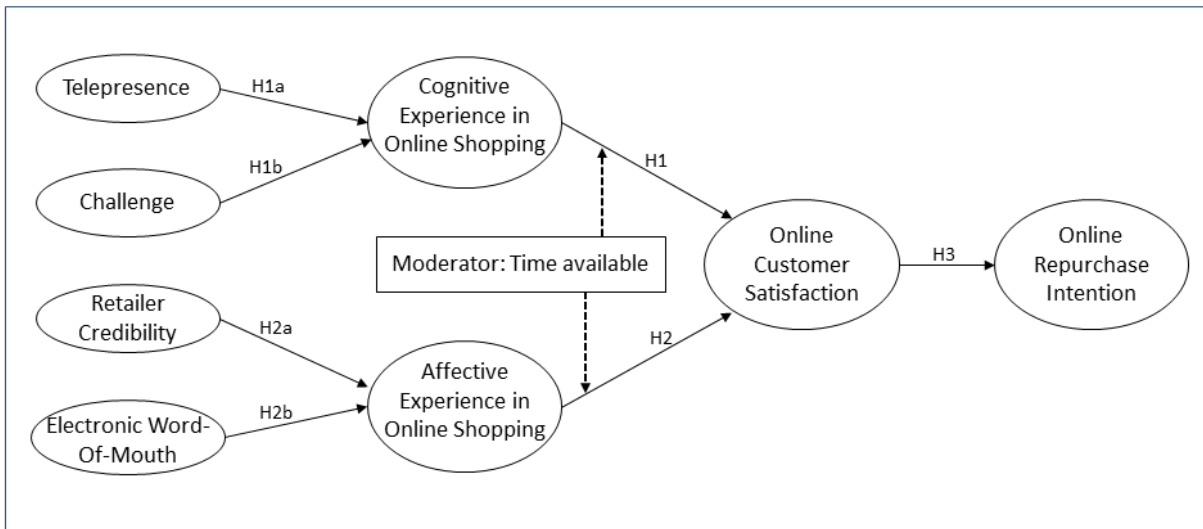 Telepresence
H1a
Cognitive
Experience in
Online Shopping
H1b
Challenge
H1
Moderator: Time available
Online
Customer
Satisfaction
H3
Online
Repurchase
Intention
Retailer
Credibility
H2a
H2
Affective
Experience in
Online Shopping
H2b
Electronic Word-
Of-Mouth